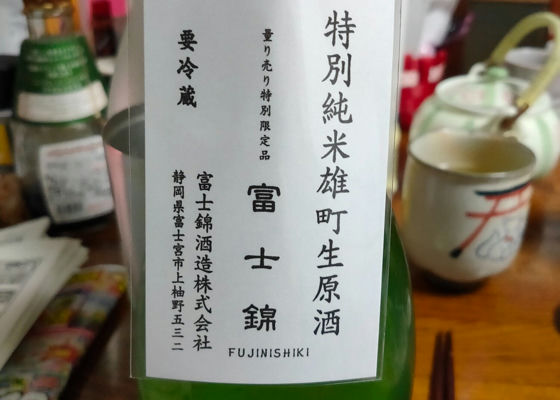 特別純米雄町生原酒
量り売り特別限定品
富士錦
FUJINISHIKI
要冷蔵
富士錦酒造株式会社
静岡県富士宮市上柚野五三二